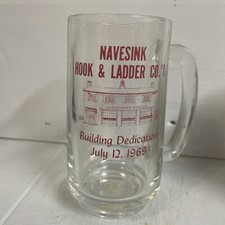 NAVESINK
HOOK & LADDER CO.
Building Dedication
July 12, 1969